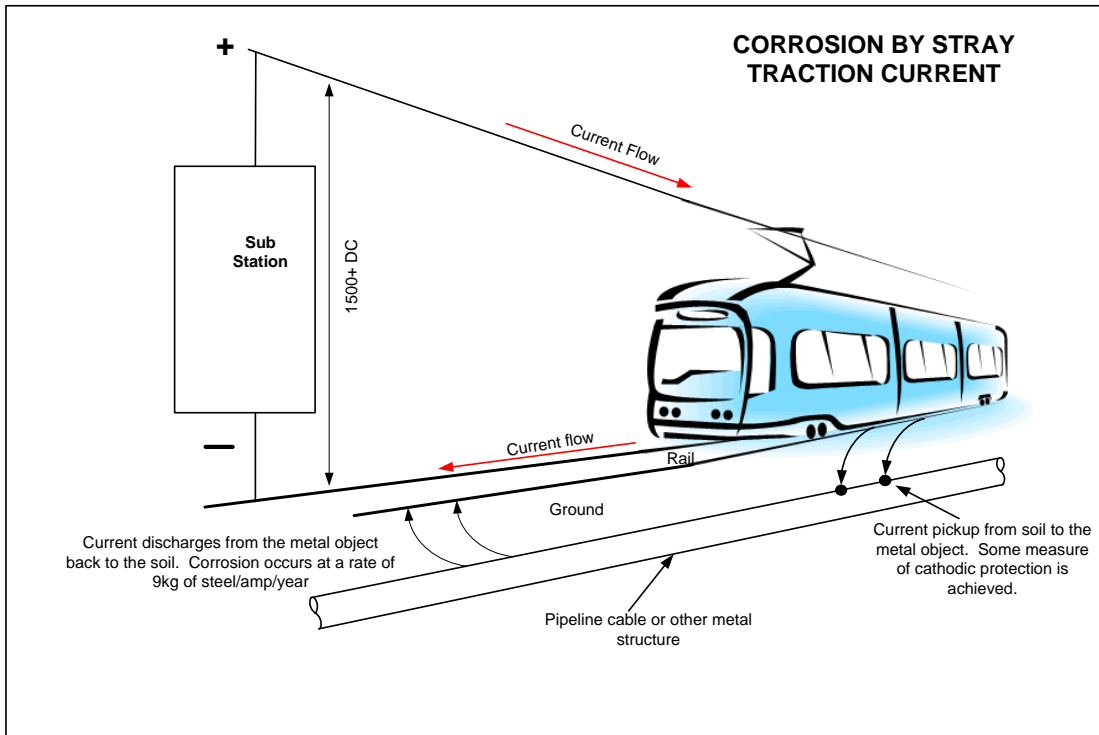 CORROSION BY STRAY
TRACTION CURRENT
+
Current Flow
Sub
Station
1500+ DC
–
Current flow
Rail
Ground
Current discharges from the metal object
back to the soil.  Corrosion occurs at a rate of
9kg of steel/amp/year
Current pickup from soil to the
metal object.  Some measure
of cathodic protection is
achieved.
Pipeline cable or other metal
structure